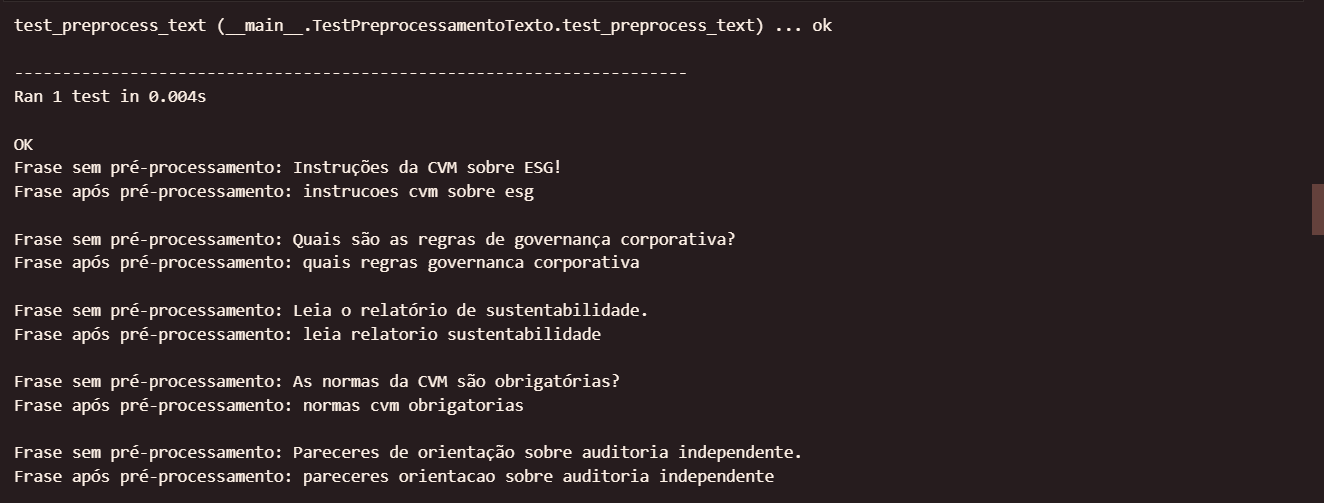 test_preprocess_text (__main__.TestPreprocessamentoTexto.test_preprocess_text) ... ok
----------------------------------------------------------------------
Ran 1 test in 0.004s
OK
Frase sem pré-processamento: Instruções da CVM sobre ESG!
Frase após pré-processamento: instrucoes cvm sobre esg
Frase sem pré-processamento: Quais são as regras de governança corporativa?
Frase após pré-processamento: quais regras governanca corporativa
Frase sem pré-processamento: Leia o relatório de sustentabilidade.
Frase após pré-processamento: leia relatorio sustentabilidade
Frase sem pré-processamento: As normas da CVM são obrigatórias?
Frase após pré-processamento: normas cvm obrigatorias
Frase sem pré-processamento: Pareceres de orientação sobre auditoria independente.
Frase após pré-processamento: pareceres orientacao sobre auditoria independente